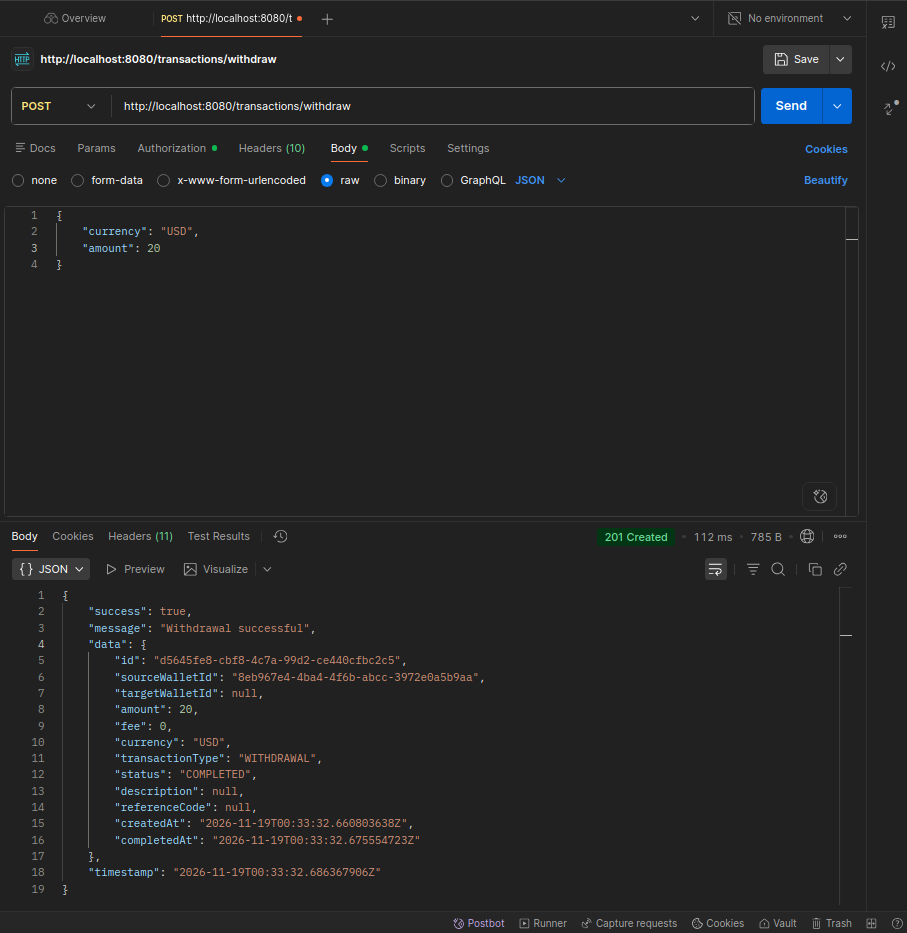 Overview
POST http://localhost:8080/t
No environment
HTTP http://localhost:8080/transactions/withdraw
Save
POST http://localhost:8080/transactions/withdraw
Send
Docs Params Authorization Headers (10) Body Scripts Settings Cookies
none form-data x-www-form-urlencoded raw binary GraphQL JSON Beautify
1 {
2 "currency": "USD",
3 "amount": 20
4 }
Body Cookies Headers (11) Test Results 201 Created 112 ms 785 B
{} JSON Preview Visualize
1 {
2 "success": true,
3 "message": "Withdrawal successful",
4 "data": {
5 "id": "d5645fe8-cbf8-4c7a-99d2-ce440cfbc2c5",
6 "sourceWalletId": "8eb967e4-4ba4-4f6b-abcc-3972e0a5b9aa",
7 "targetWalletId": null,
8 "amount": 20,
9 "fee": 0,
10 "currency": "USD",
11 "transactionType": "WITHDRAWAL",
12 "status": "COMPLETED",
13 "description": null,
14 "referenceCode": null,
15 "createdAt": "2026-11-19T00:33:32.660803638Z",
16 "completedAt": "2026-11-19T00:33:32.675554723Z"
17 },
18 "timestamp": "2026-11-19T00:33:32.686367906Z"
19 }
Postbot Runner Capture requests Cookies Vault Trash